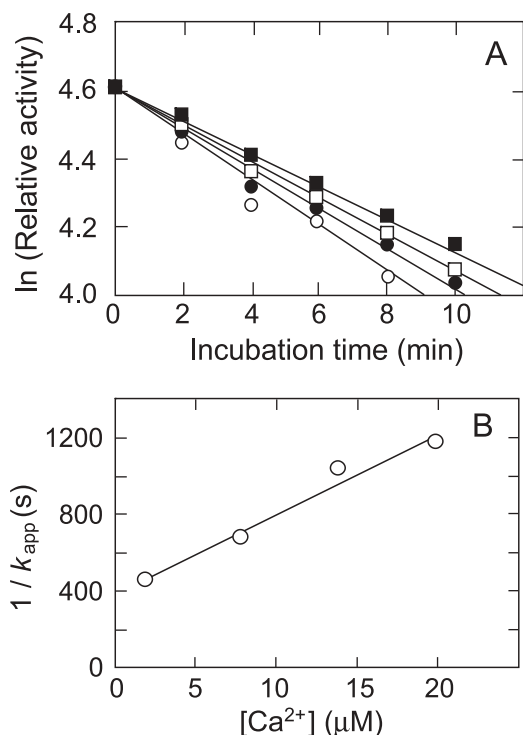 A
4.8
4.6
4.4
4.2
4.0
ln (Relative activity)
0 2 4 6 8 10
Incubation time (min)
B
1200
800
400
0
1 / k_app (s)
0 5 10 15 20
[Ca²⁺] (μM)